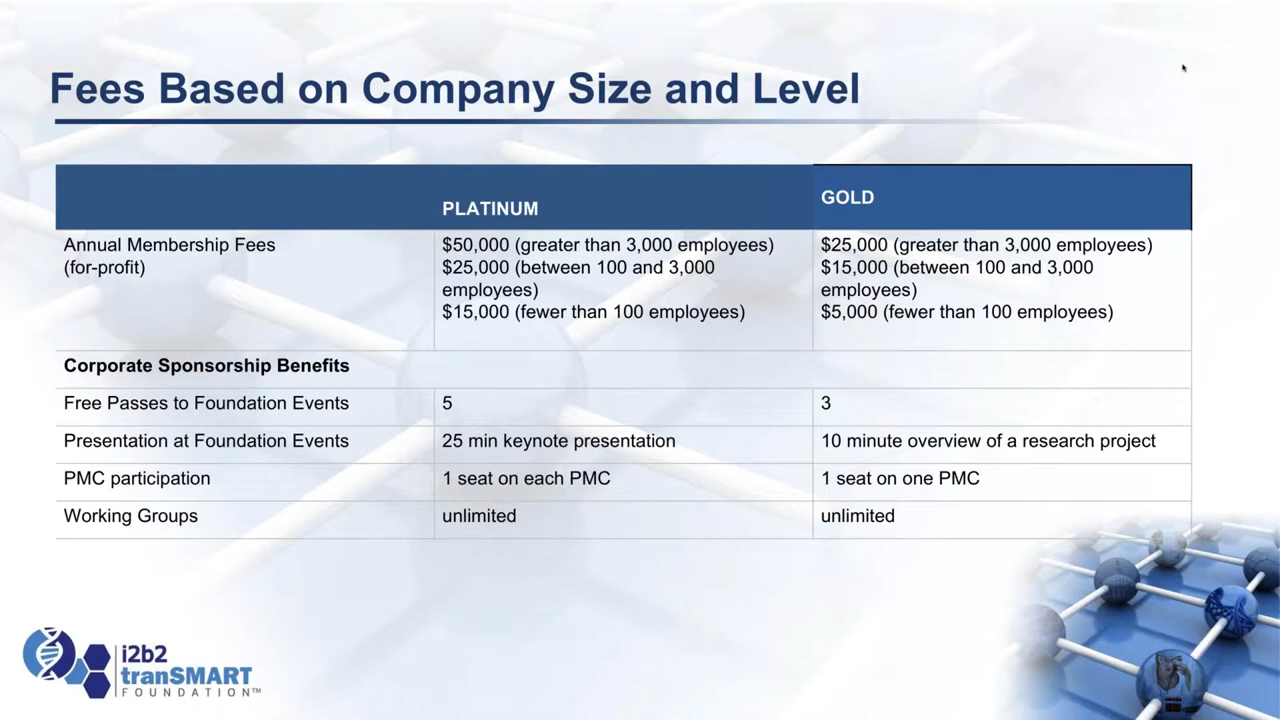 Fees Based on Company Size and Level
PLATINUM
GOLD
Annual Membership Fees
(for-profit)
$50,000 (greater than 3,000 employees)
$25,000 (between 100 and 3,000
employees)
$15,000 (fewer than 100 employees)
$25,000 (greater than 3,000 employees)
$15,000 (between 100 and 3,000
employees)
$5,000 (fewer than 100 employees)
Corporate Sponsorship Benefits
Free Passes to Foundation Events
5
3
Presentation at Foundation Events
25 min keynote presentation
10 minute overview of a research project
PMC participation
1 seat on each PMC
1 seat on one PMC
Working Groups
unlimited
unlimited
i2b2
tranSMART
FOUNDATION™